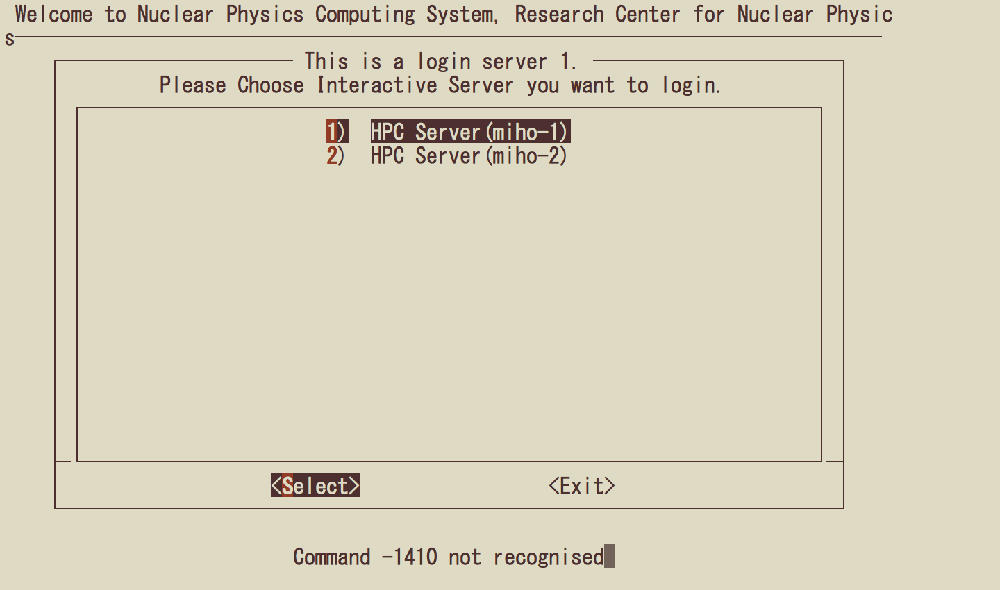 Welcome to Nuclear Physics Computing System, Research Center for Nuclear Physic
s
This is a login server 1.
Please Choose Interactive Server you want to login.
1) HPC Server(miho-1)
2) HPC Server(miho-2)
<Select> <Exit>
Command -1410 not recognised